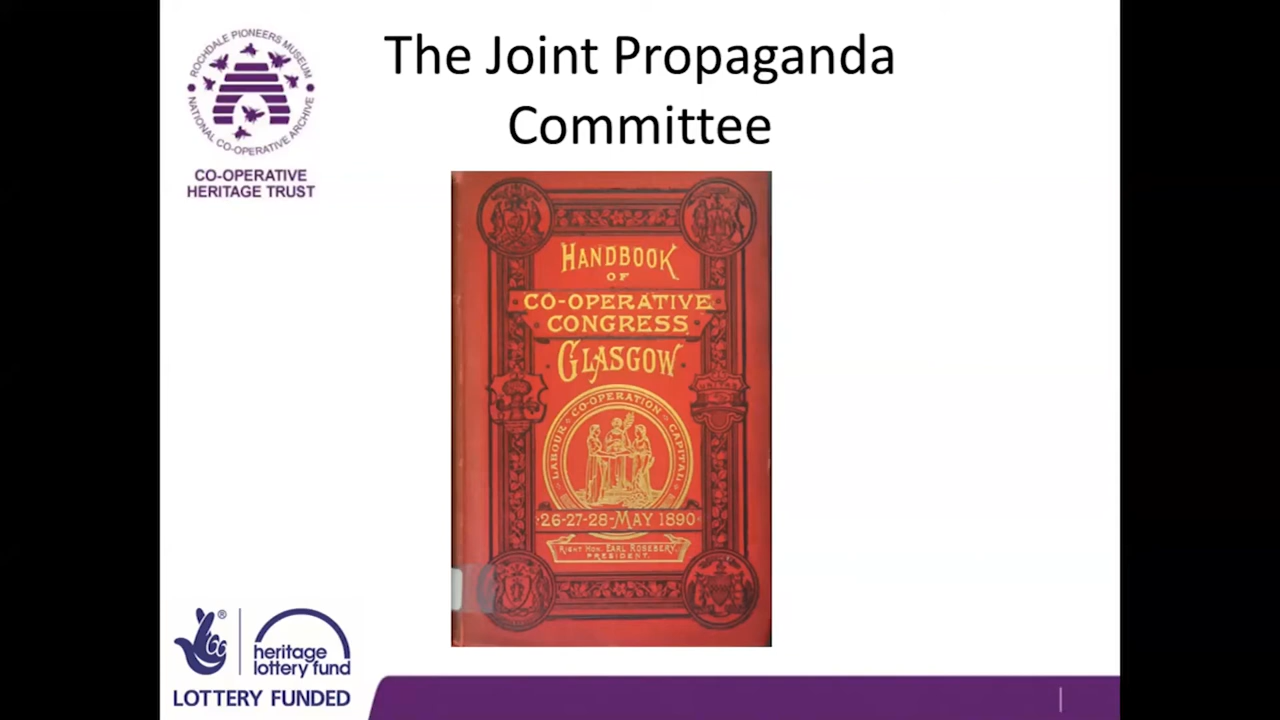 The Joint Propaganda
Committee
ROCHDALE PIONEERS MUSEUM
NATIONAL CO-OPERATIVE ARCHIVE
CO-OPERATIVE
HERITAGE TRUST
HANDBOOK
OF
CO-OPERATIVE
CONGRESS
GLASGOW
LABOUR CO-OPERATION CAPITAL
26-27-28-MAY 1890
RIGHT HON. EARL ROSEBERY,
PRESIDENT.
heritage
lottery fund
LOTTERY FUNDED